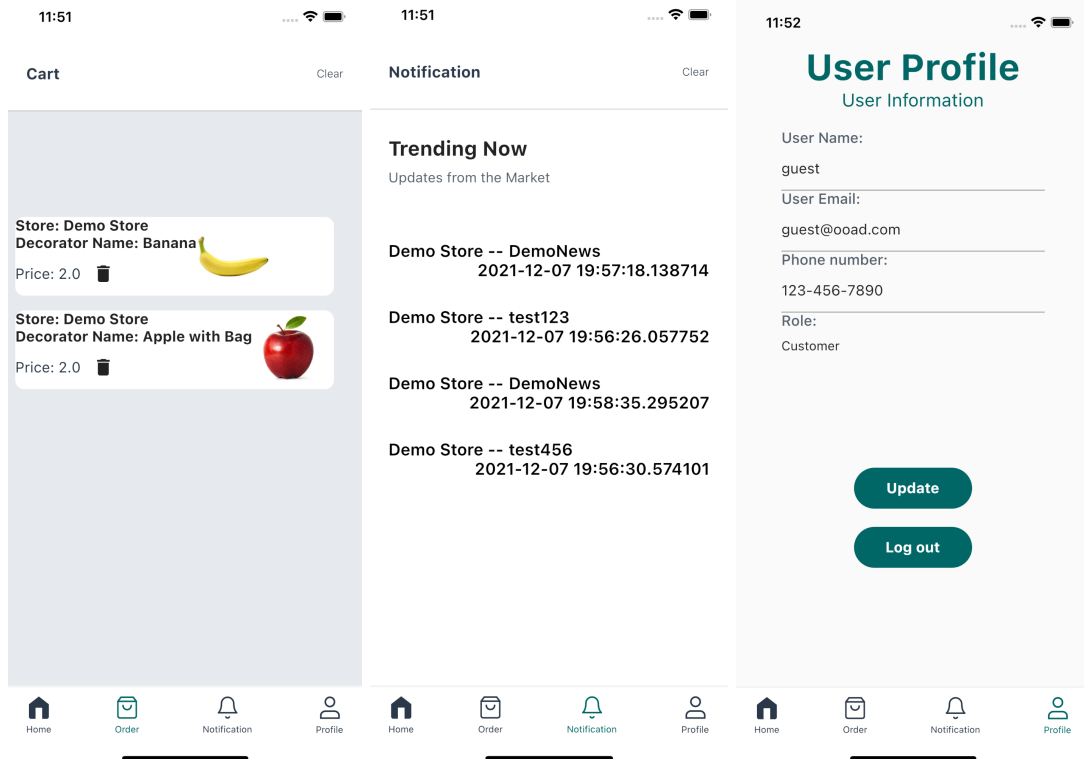 11:51
Cart
Clear
Store: Demo Store
Decorator Name: Banana
Price: 2.0
Store: Demo Store
Decorator Name: Apple with Bag
Price: 2.0
Home
Order
Notification
Profile
11:51
Notification
Clear
Trending Now
Updates from the Market
Demo Store -- DemoNews
2021-12-07 19:57:18.138714
Demo Store -- test123
2021-12-07 19:56:26.057752
Demo Store -- DemoNews
2021-12-07 19:58:35.295207
Demo Store -- test456
2021-12-07 19:56:30.574101
Home
Order
Notification
Profile
11:52
User Profile
User Information
User Name:
guest
User Email:
guest@ooad.com
Phone number:
123-456-7890
Role:
Customer
Update
Log out
Home
Order
Notification
Profile